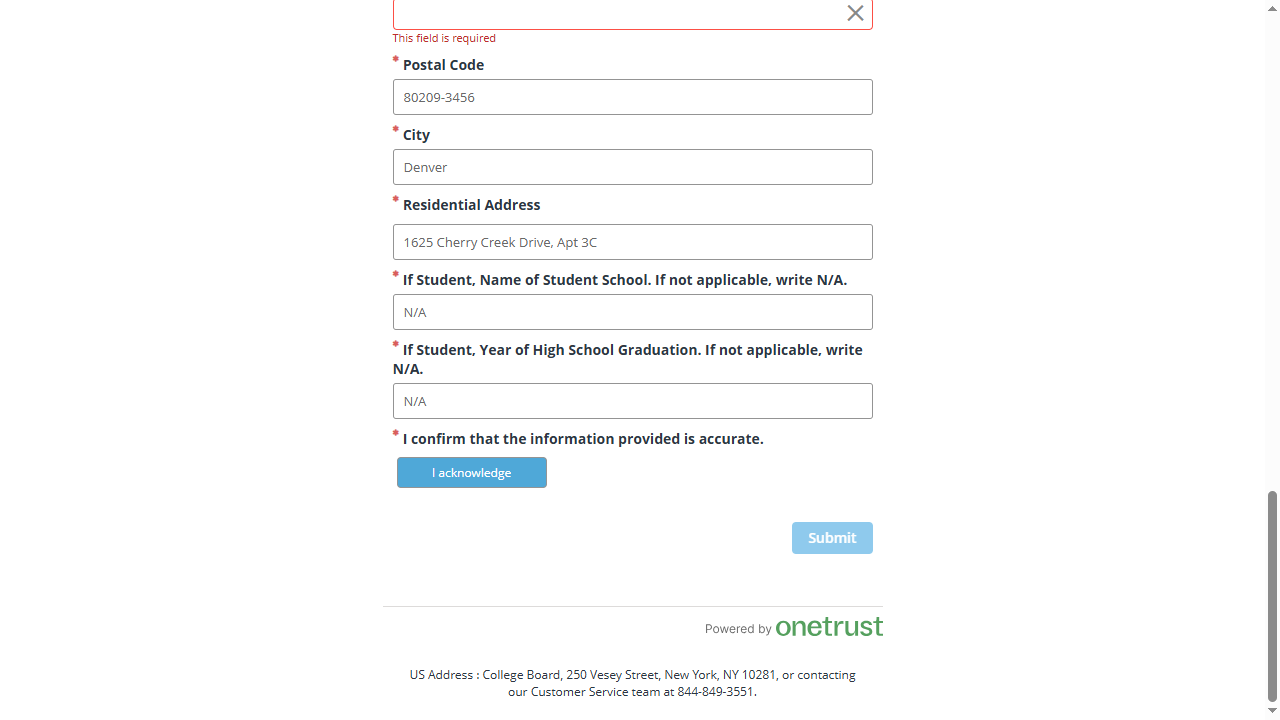 This field is required
* Postal Code
80209-3456
* City
Denver
* Residential Address
1625 Cherry Creek Drive, Apt 3C
* If Student, Name of Student School. If not applicable, write N/A.
N/A
* If Student, Year of High School Graduation. If not applicable, write
N/A.
N/A
* I confirm that the information provided is accurate.
I acknowledge
Submit
Powered by onetrust
US Address : College Board, 250 Vesey Street, New York, NY 10281, or contacting
our Customer Service team at 844-849-3551.